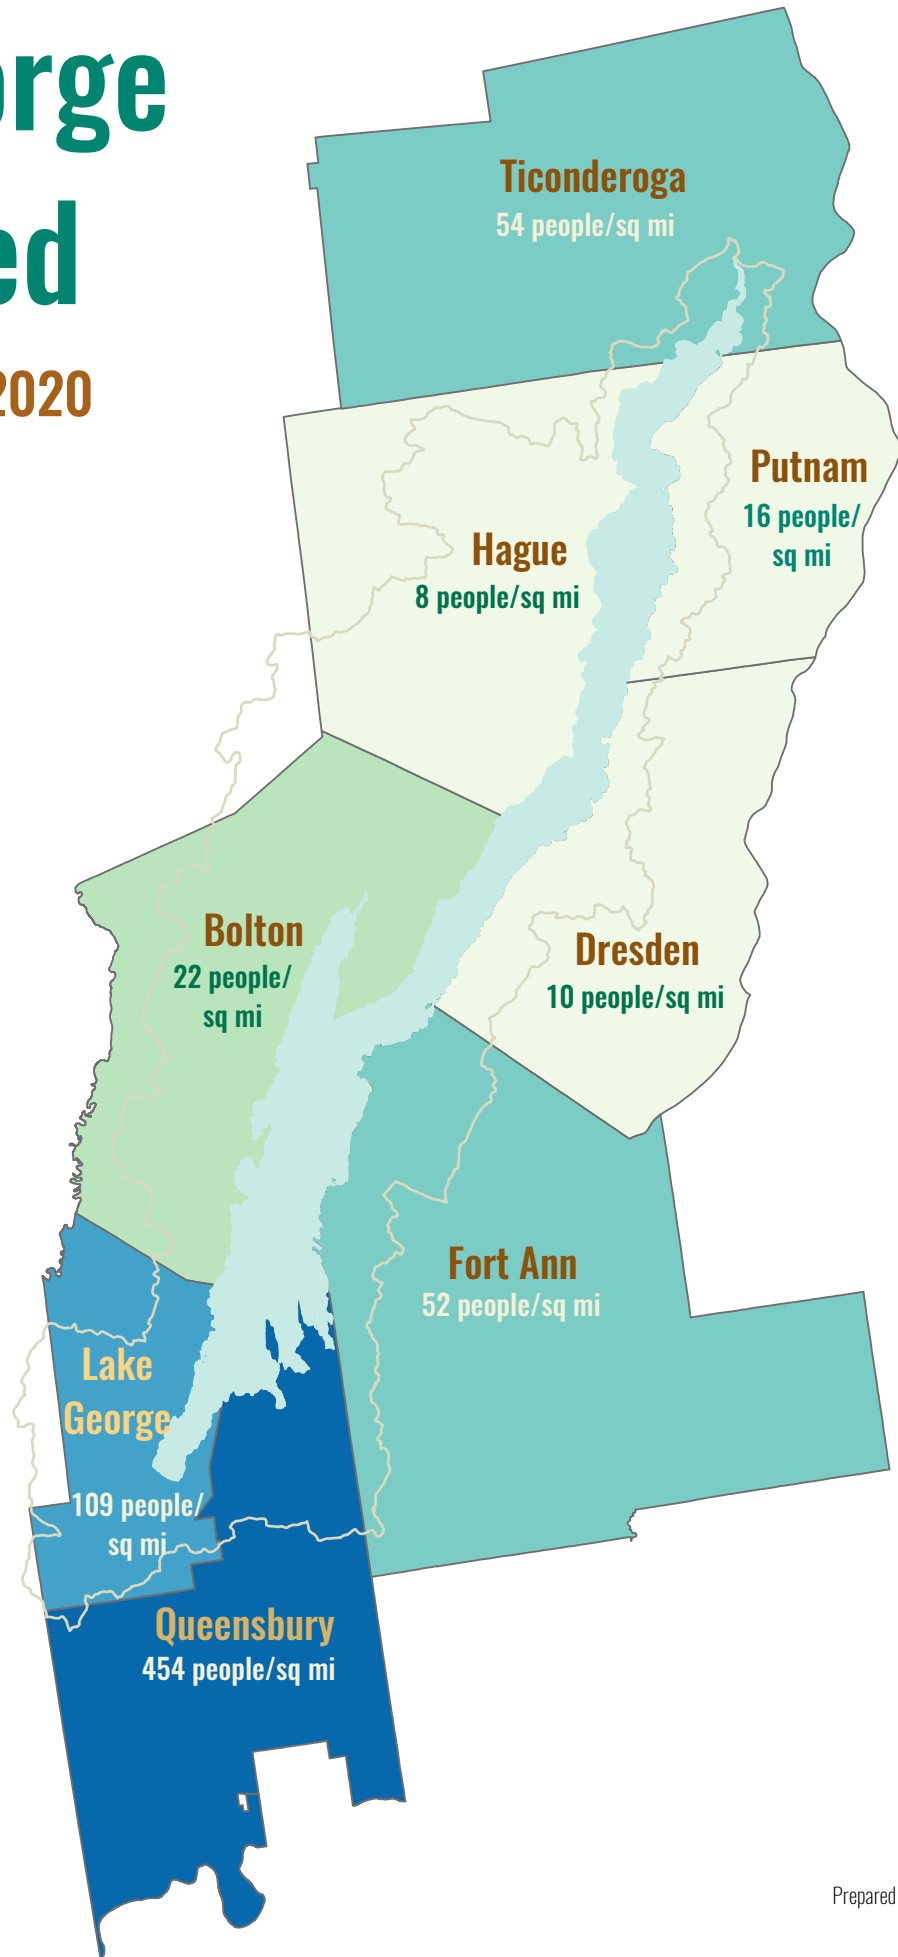 orge
ed
2020
Ticonderoga
54 people/sq mi
Putnam
16 people/
sq mi
Hague
8 people/sq mi
Bolton
22 people/
sq mi
Dresden
10 people/sq mi
Fort Ann
52 people/sq mi
Lake
George
109 people/
sq mi
Queensbury
454 people/sq mi
Prepared